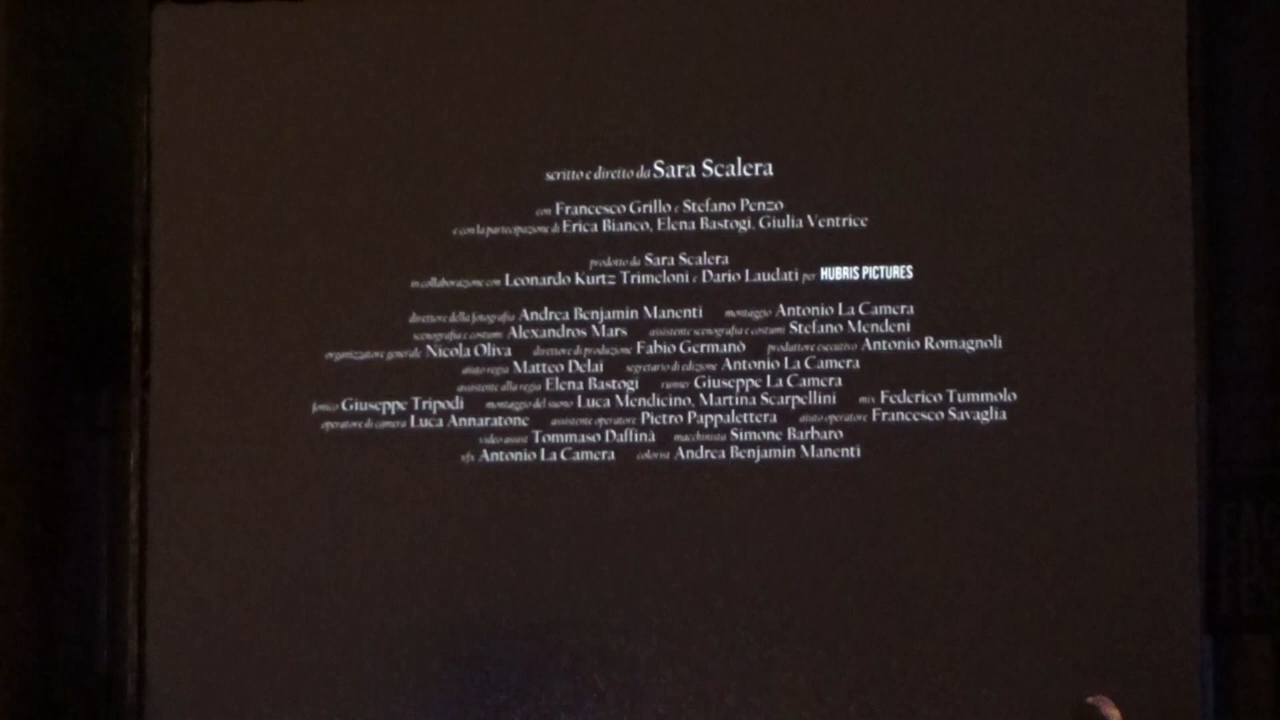 scritto e diretto da Sara Scalera
con Francesco Grillo e Stefano Penzo
e con la partecipazione di Erica Bianco, Elena Bastogi, Giulia Ventrice
prodotto da Sara Scalera
in collaborazione con Leonardo Kurtz Trimeloni e Dario Laudati per HUBRIS PICTURES
direttore della fotografia Andrea Benjamin Manenti montaggio Antonio La Camera
scenografia e costumi Alexandros Mars assistente scenografia e costumi Stefano Mendeni
organizzatore generale Nicola Oliva direttore di produzione Fabio Germanò produttore esecutivo Antonio Romagnoli
aiuto regia Matteo Delai segretario di edizione Antonio La Camera
assistente alla regia Elena Bastogi runner Giuseppe La Camera
fonico Giuseppe Tripodi montaggio del suono Luca Mendicino, Martina Scarpellini mix Federico Tummolo
operatore di camera Luca Annaratone assistente operatore Pietro Pappalettera aiuto operatore Francesco Savaglia
video assist Tommaso Daffinà macchinista Simone Barbaro
vfx Antonio La Camera colorist Andrea Benjamin Manenti